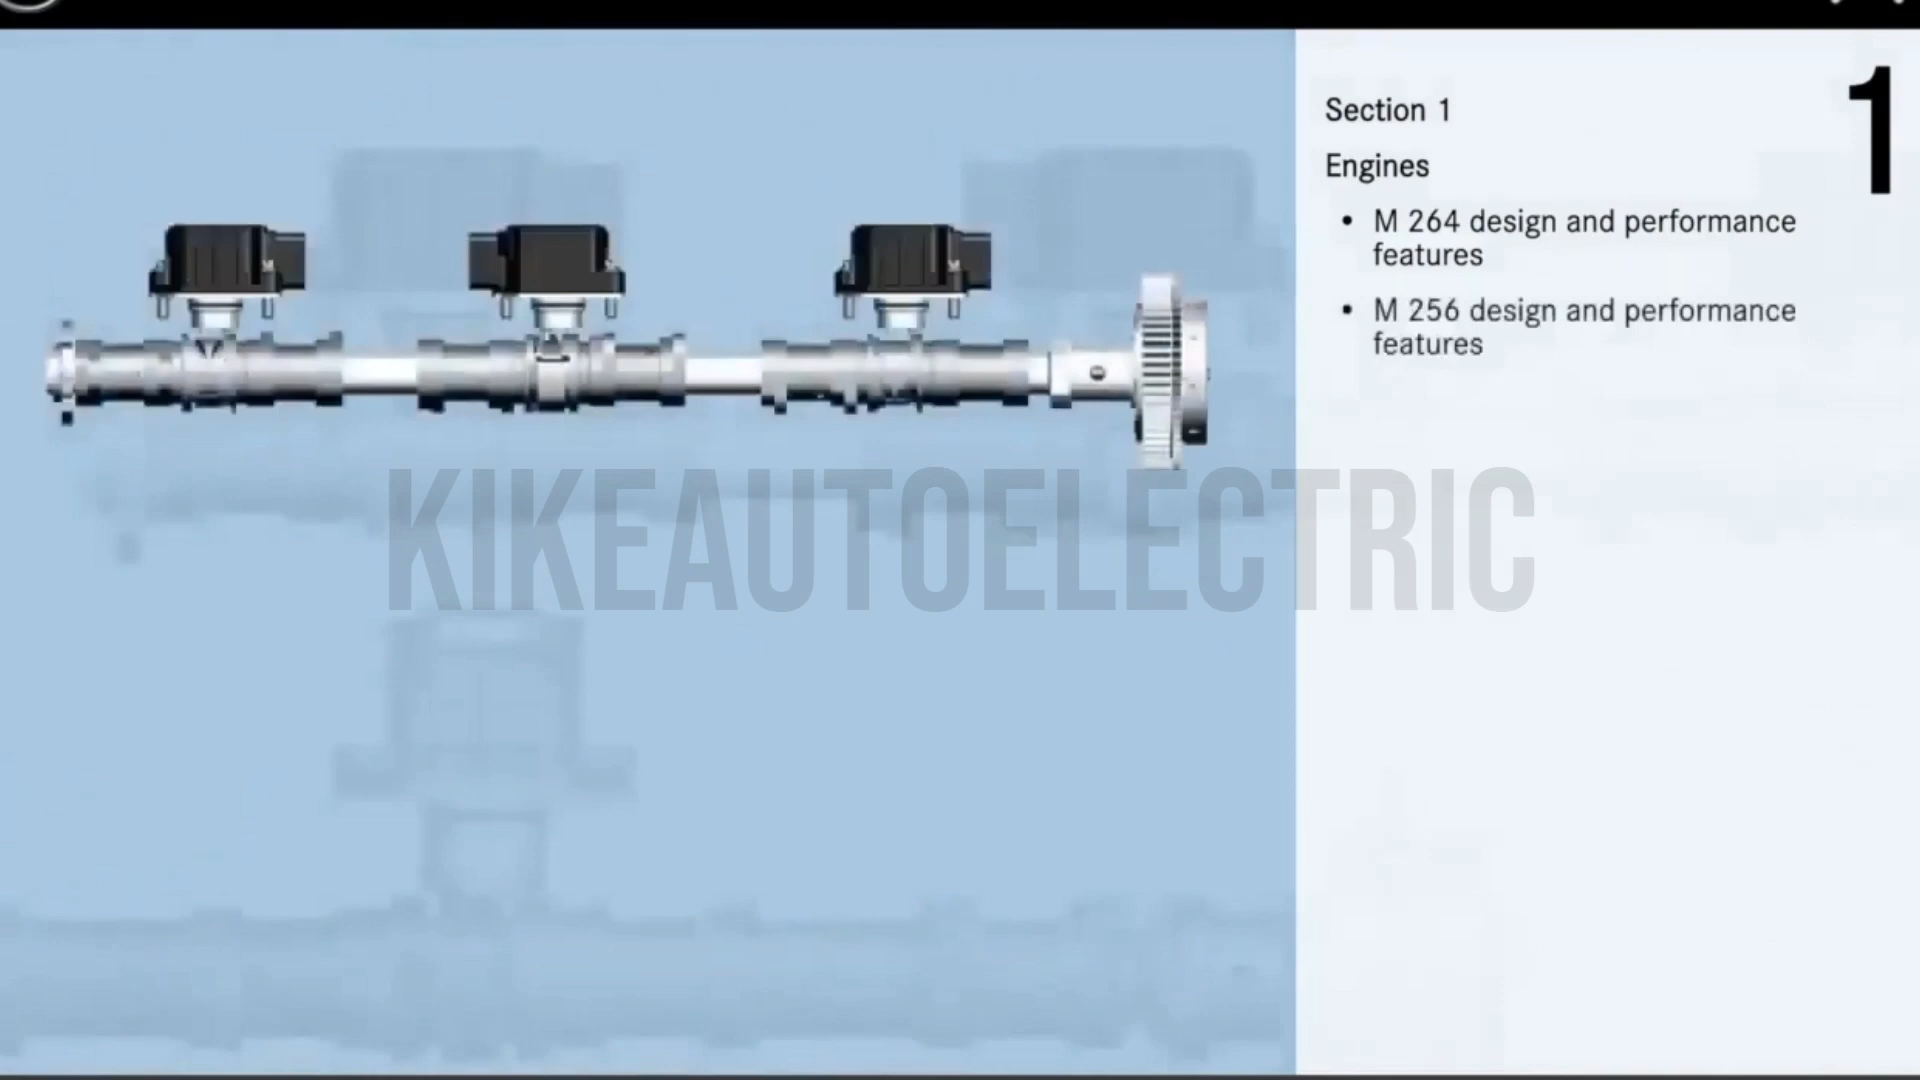 1
Section 1
Engines
• M 264 design and performance
features
• M 256 design and performance
features
KIKEAUTOELECTRIC